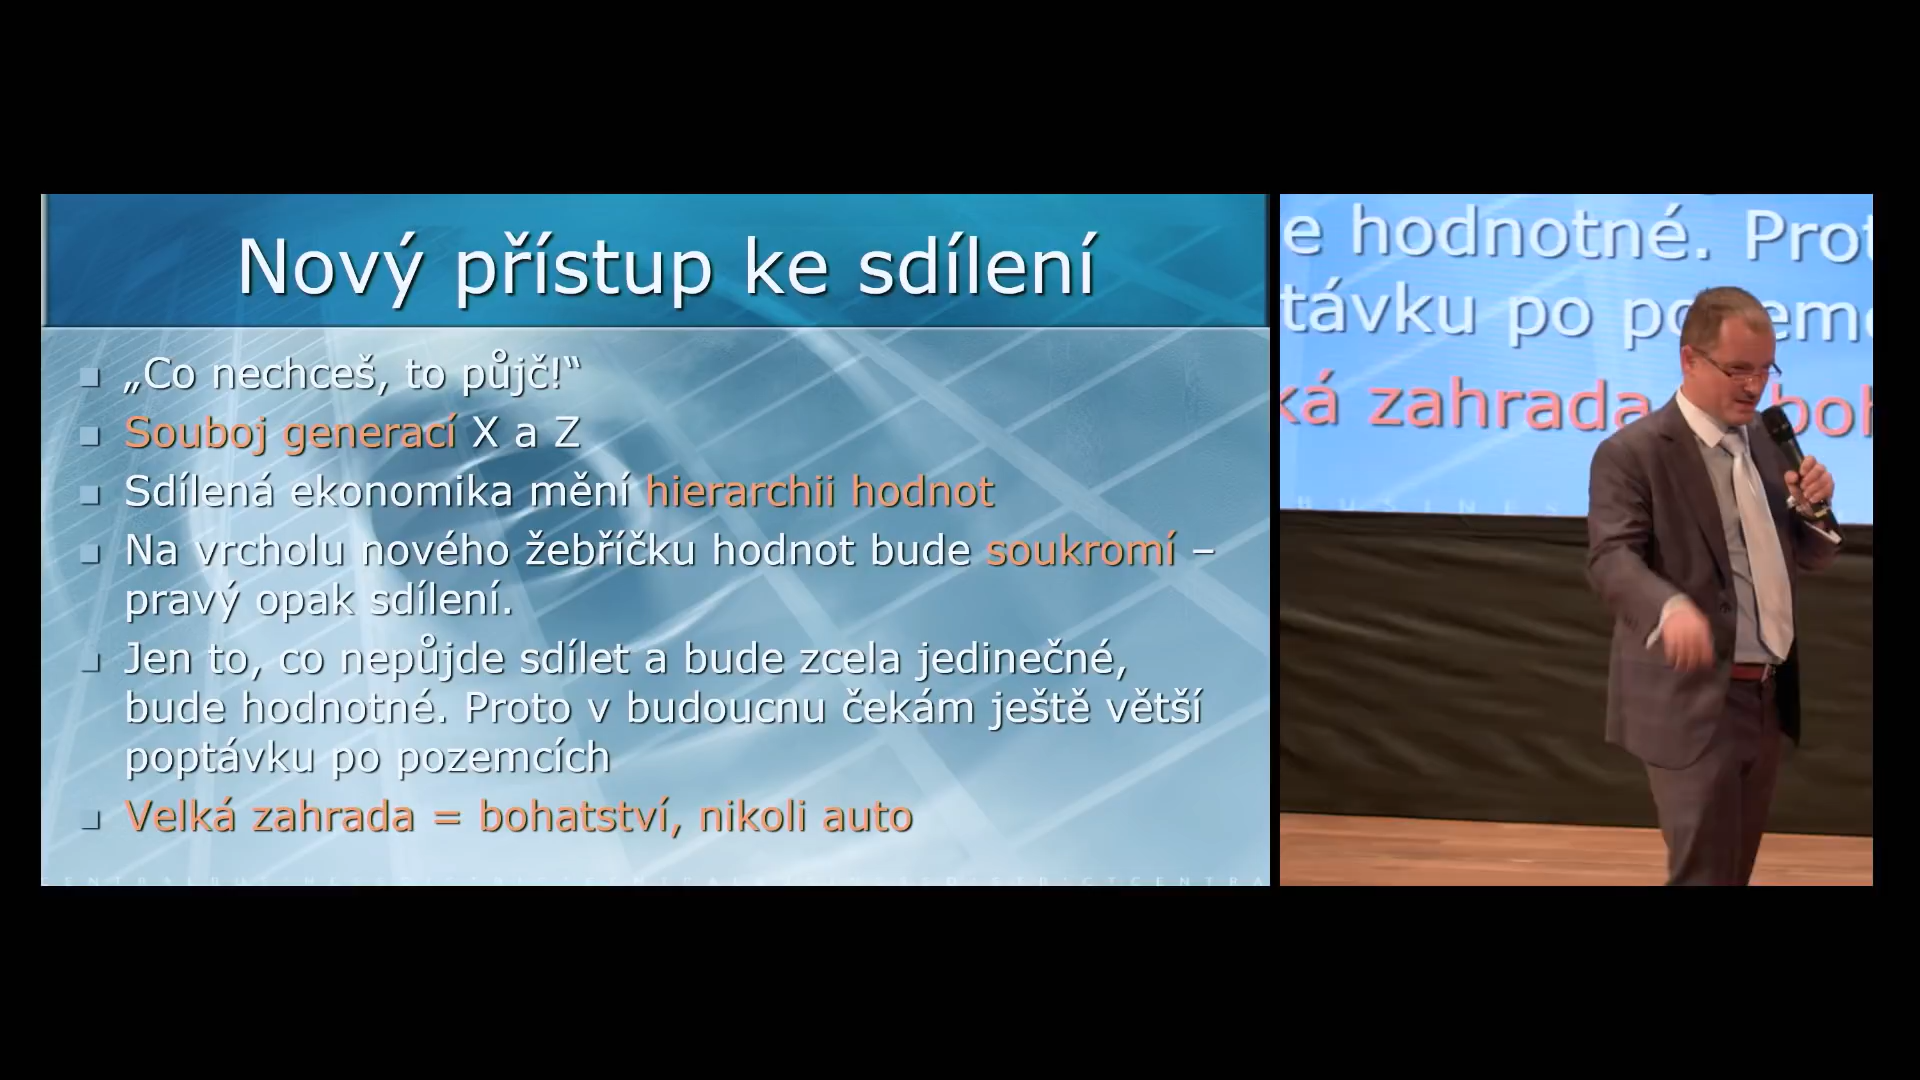 Nový přístup ke sdílení
„Co nechceš, to půjč!“
Souboj generací X a Z
Sdílená ekonomika mění hierarchii hodnot
Na vrcholu nového žebříčku hodnot bude soukromí –
pravý opak sdílení.
Jen to, co nepůjde sdílet a bude zcela jedinečné,
bude hodnotné. Proto v budoucnu čekám ještě větší
poptávku po pozemcích
Velká zahrada = bohatství, nikoli auto
e hodnotné. Prot
távku po po
ká zahrada boh